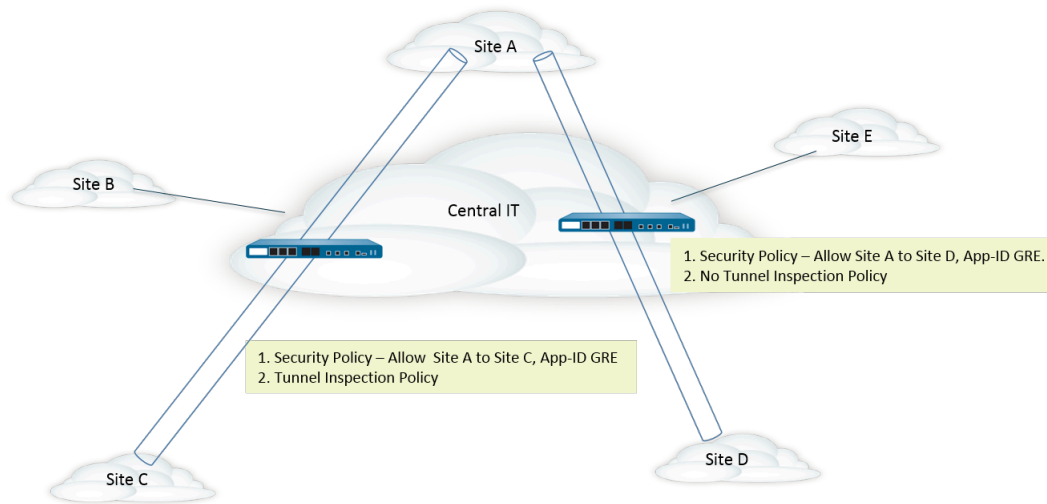 Site A
Site E
Site B
Central IT
1. Security Policy – Allow Site A to Site D, App-ID GRE.
2. No Tunnel Inspection Policy
1. Security Policy – Allow  Site A to Site C, App-ID GRE
2. Tunnel Inspection Policy
Site C
Site D